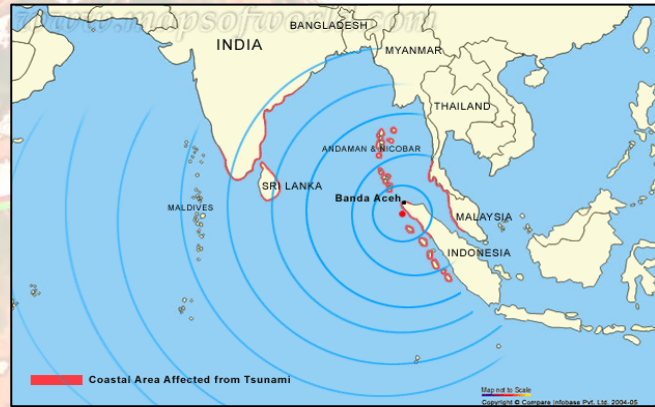 www.mapsofworld.com
BANGLADESH
INDIA
MYANMAR
THAILAND
ANDAMAN & NICOBAR
SRI LANKA
Banda Aceh
MALDIVES
MALAYSIA
INDONESIA
Coastal Area Affected from Tsunami
Map not to Scale
Copyright © Compare Infobase Pvt. Ltd. 2004-05